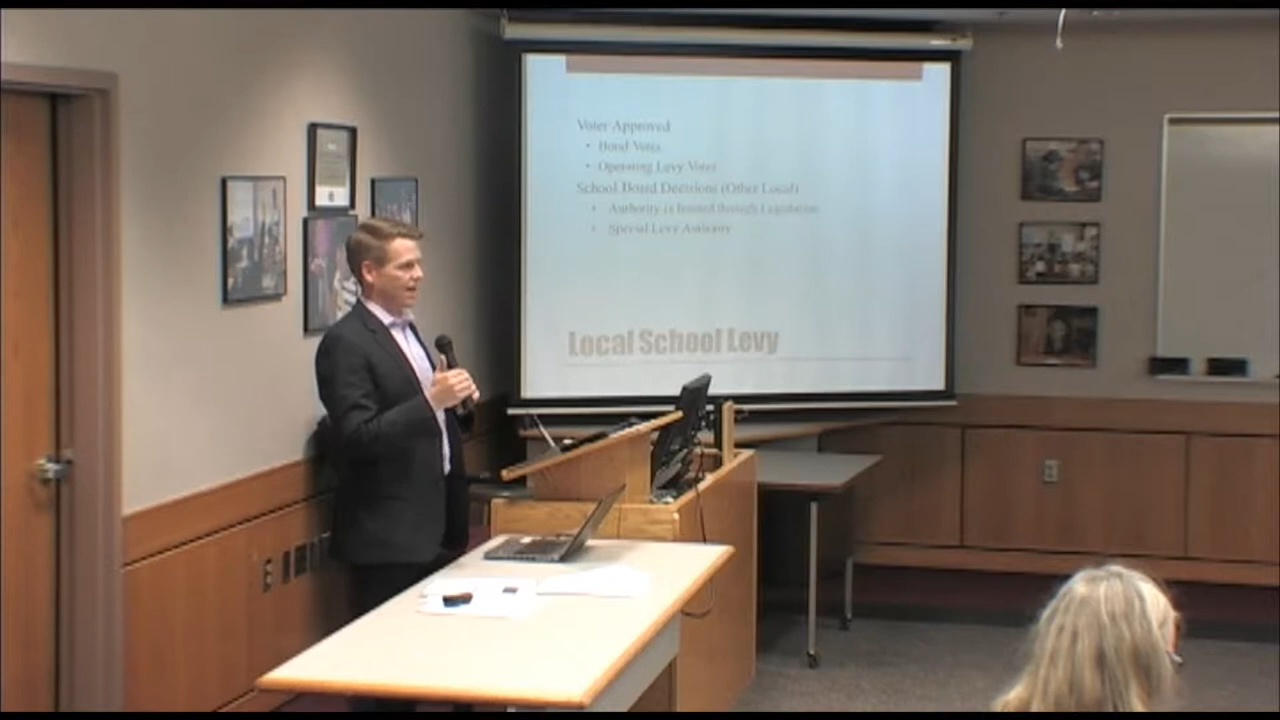 Voter Approved
• Bond Votes
• Operating Levy Votes
School Board Decisions (Other Local)
• Authority is limited through Legislation
• Special Levy Authority
Local School Levy